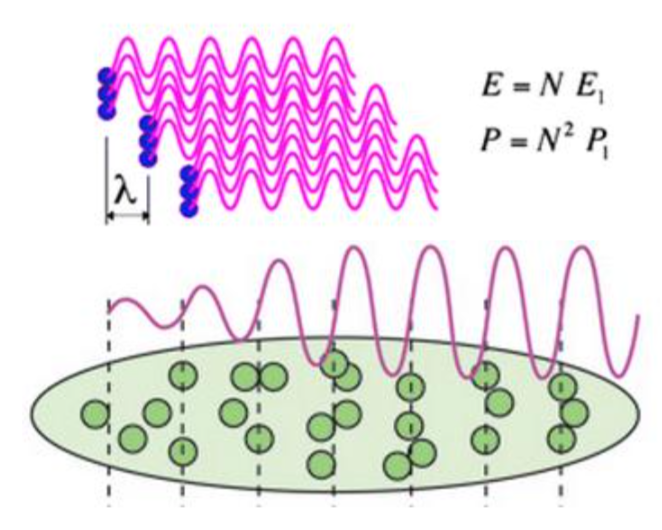 E = N E₁
P = N² P₁
λ